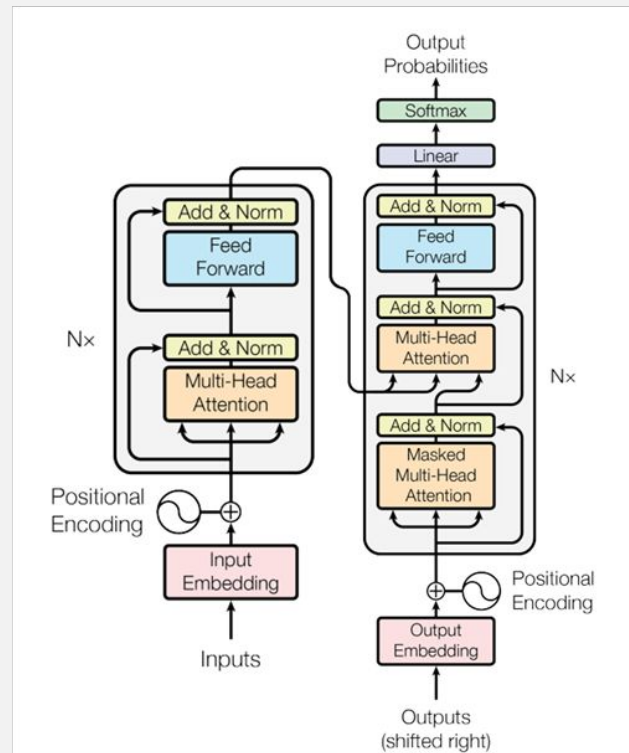 Output
Probabilities
Softmax
Linear
Add & Norm
Feed
Forward
Add & Norm
Multi-Head
Attention
Add & Norm
Masked
Multi-Head
Attention
Nx
Positional
Encoding
Output
Embedding
Outputs
(shifted right)
Add & Norm
Feed
Forward
Add & Norm
Multi-Head
Attention
Nx
Positional
Encoding
Input
Embedding
Inputs